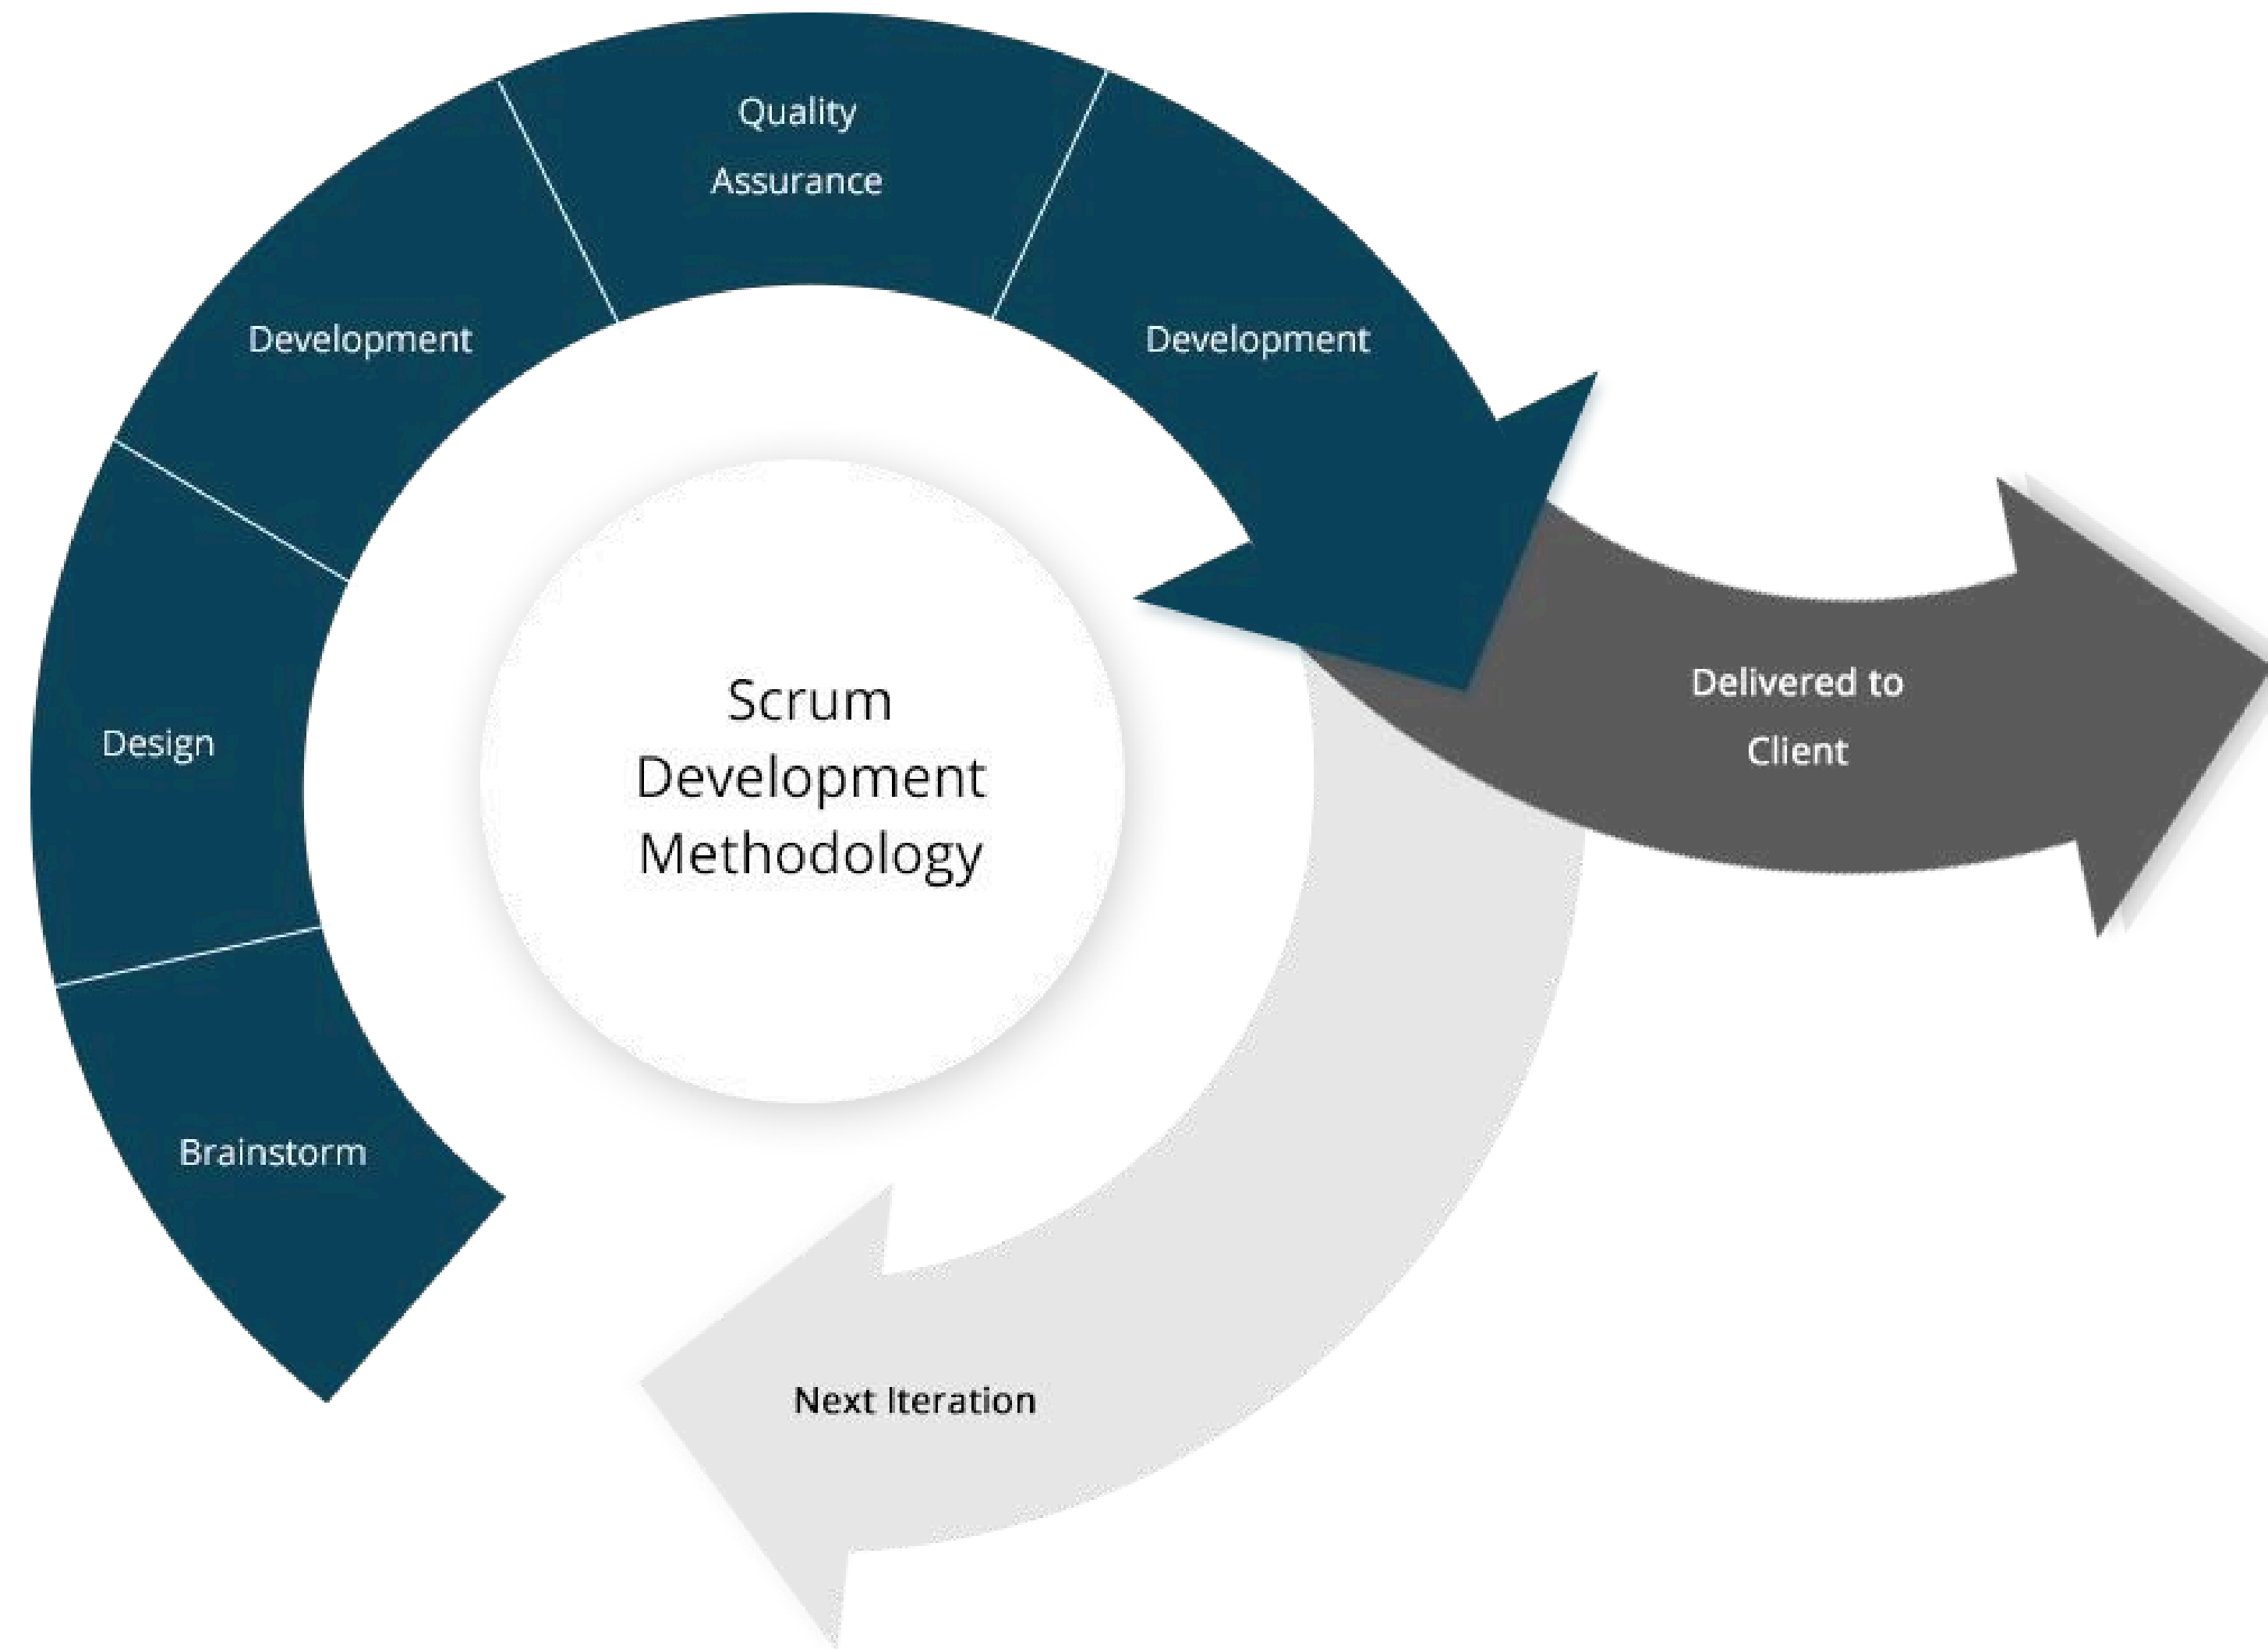 Quality
Assurance
Development
Development
Design
Brainstorm
Scrum
Development
Methodology
Delivered to
Client
Next Iteration